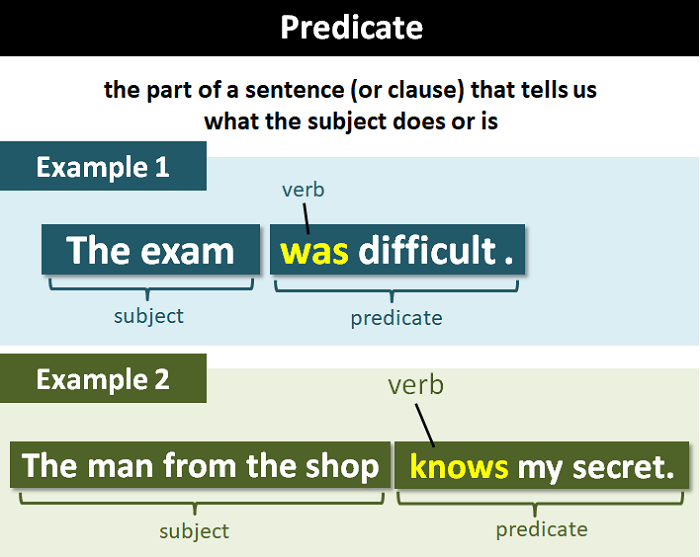 Predicate
the part of a sentence (or clause) that tells us
what the subject does or is
Example 1
verb
The exam was difficult .
subject predicate
Example 2
verb
The man from the shop knows my secret.
subject predicate